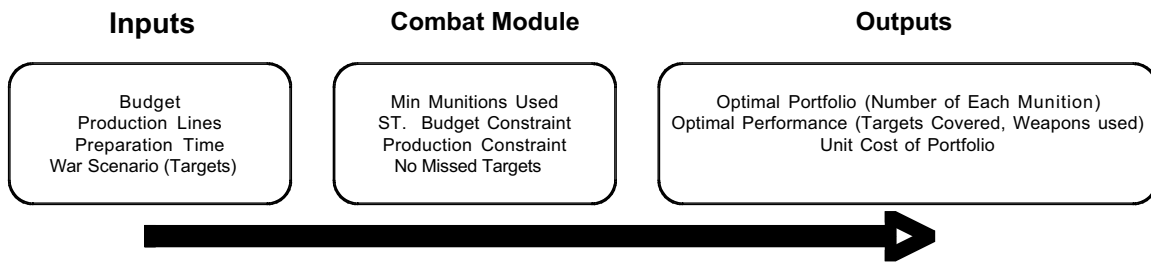 Inputs
Combat Module
Outputs
Budget
Production Lines
Preparation Time
War Scenario (Targets)
Min Munitions Used
ST. Budget Constraint
Production Constraint
No Missed Targets
Optimal Portfolio (Number of Each Munition)
Optimal Performance (Targets Covered, Weapons used)
Unit Cost of Portfolio